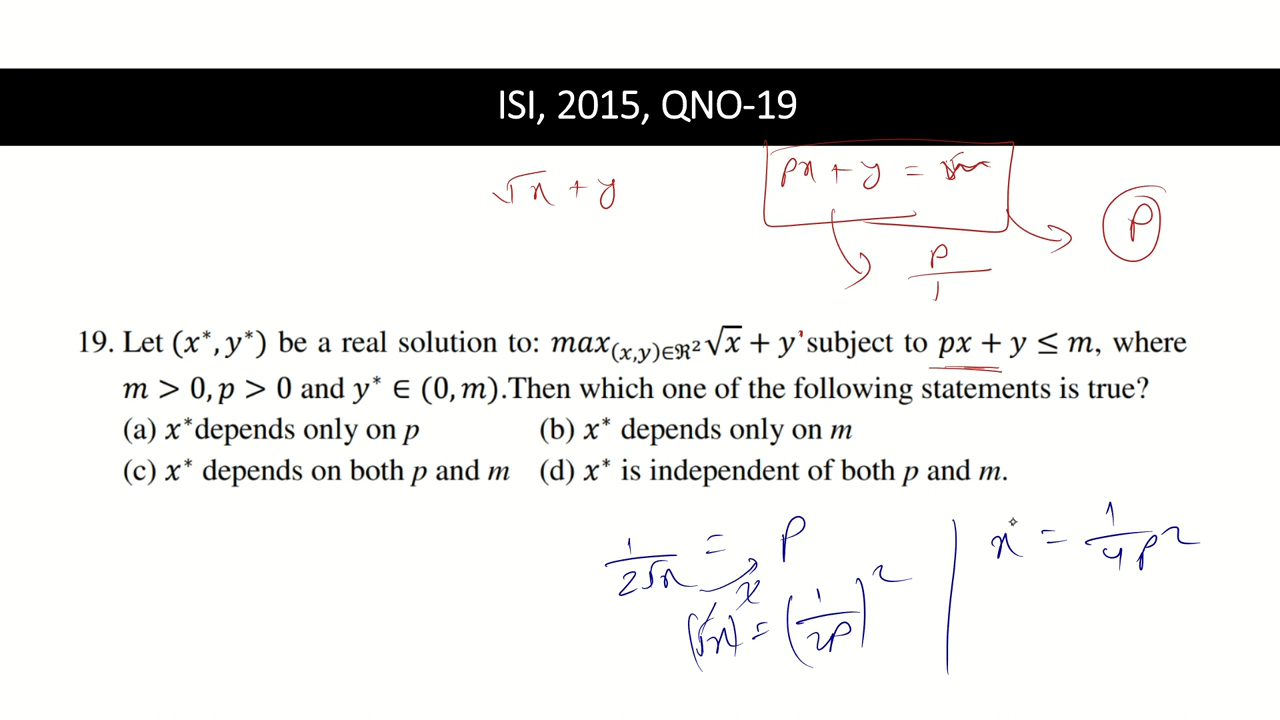 ISI, 2015, QNO-19
√x + y
px + y =
P
P
1
19. Let (x*, y*) be a real solution to: max(x,y)∈ℜ² √x + y subject to px + y ≤ m, where
m > 0, p > 0 and y* ∈ (0, m).Then which one of the following statements is true?
(a) x*depends only on p (b) x* depends only on m
(c) x* depends on both p and m (d) x* is independent of both p and m.
1/2√x = P
(√x) = (1/2P)²
x* = 1/4P²